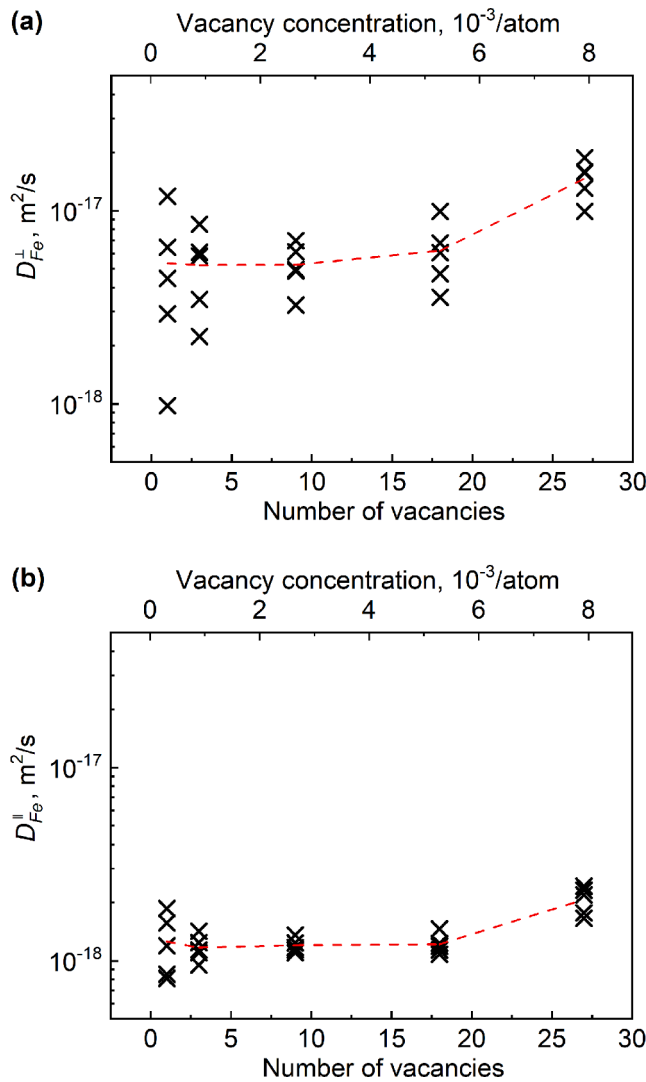 (a)
Vacancy concentration, 10⁻³/atom
0 2 4 6 8
D⊥Fe, m²/s
10⁻¹⁷
10⁻¹⁸
0 5 10 15 20 25 30
Number of vacancies
(b)
Vacancy concentration, 10⁻³/atom
0 2 4 6 8
D∥Fe, m²/s
10⁻¹⁷
10⁻¹⁸
0 5 10 15 20 25 30
Number of vacancies